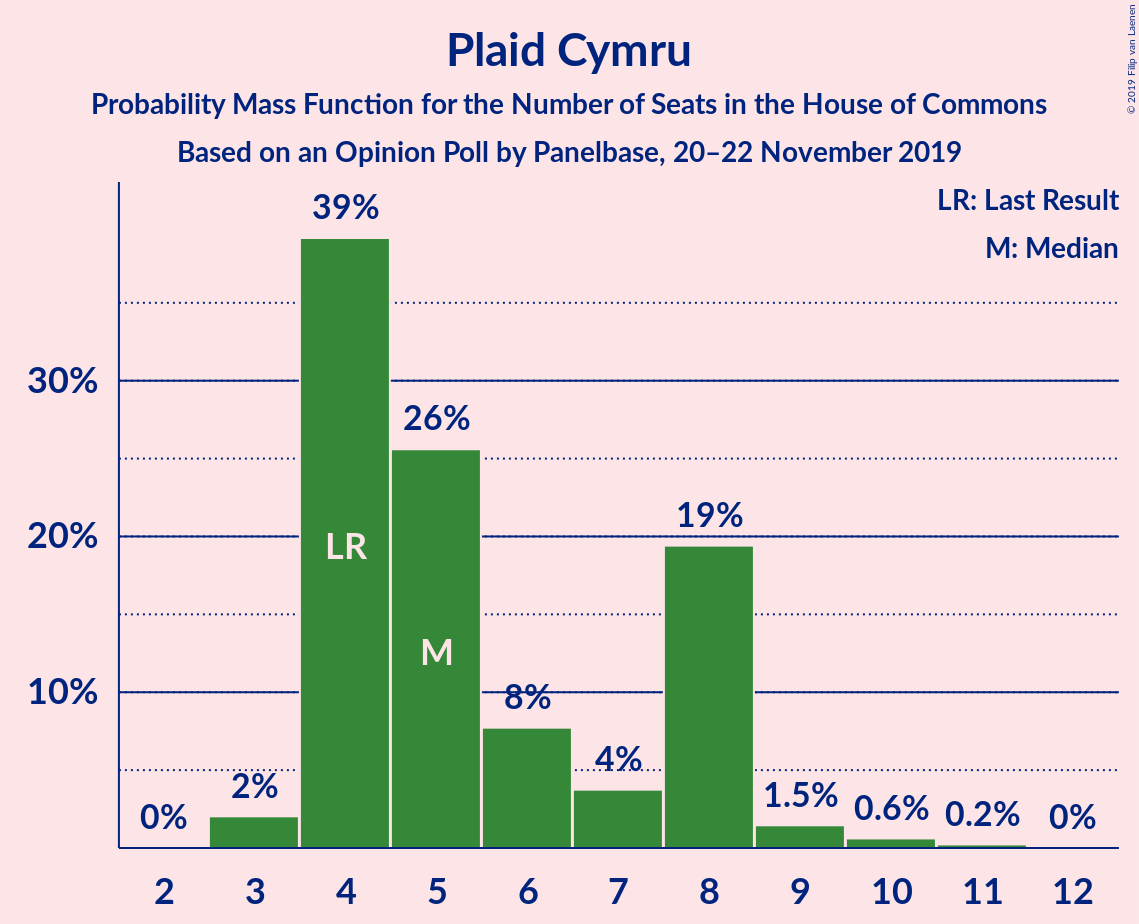 Plaid Cymru
Probability Mass Function for the Number of Seats in the House of Commons
Based on an Opinion Poll by Panelbase, 20–22 November 2019
© 2019 Filip van Laenen
LR: Last Result
M: Median
39%
30%
26%
20%
19%
LR
M
10%
8%
4%
2%
1.5%
0.6%
0.2%
0%
0%
2 3 4 5 6 7 8 9 10 11 12